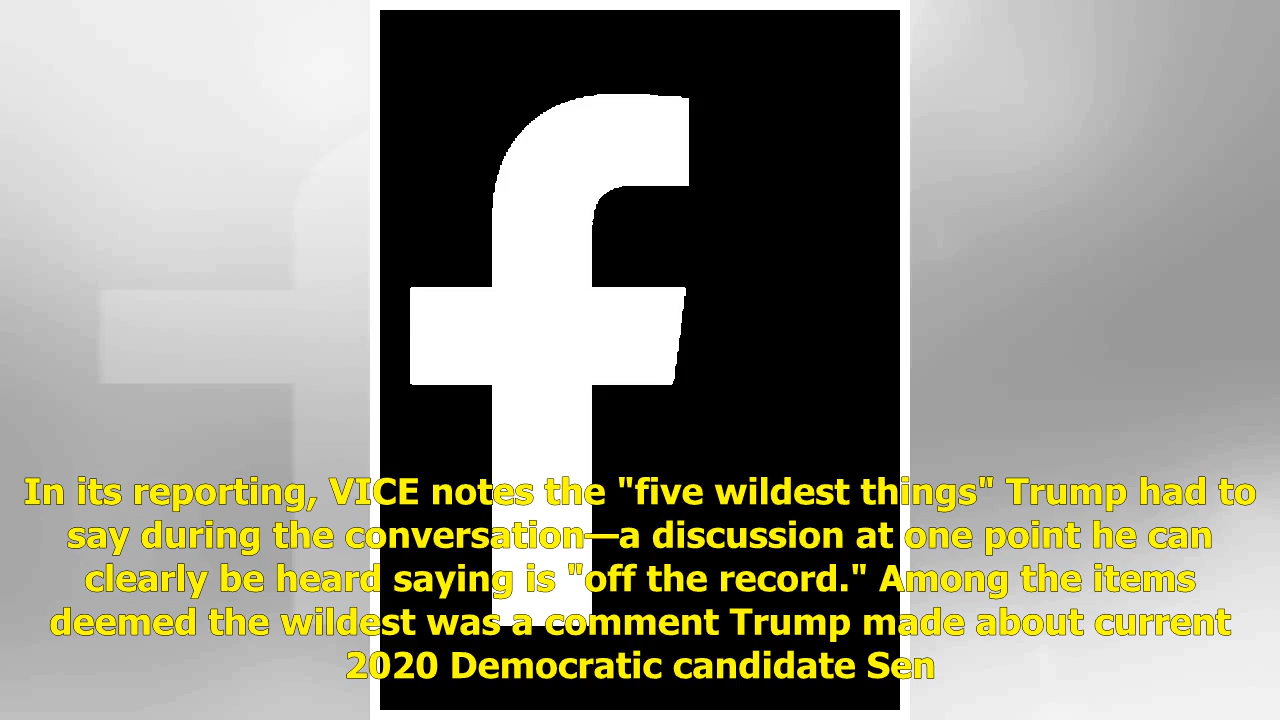 In its reporting, VICE notes the "five wildest things" Trump had to
say during the conversation—a discussion at one point he can
clearly be heard saying is "off the record." Among the items
deemed the wildest was a comment Trump made about current
2020 Democratic candidate Sen